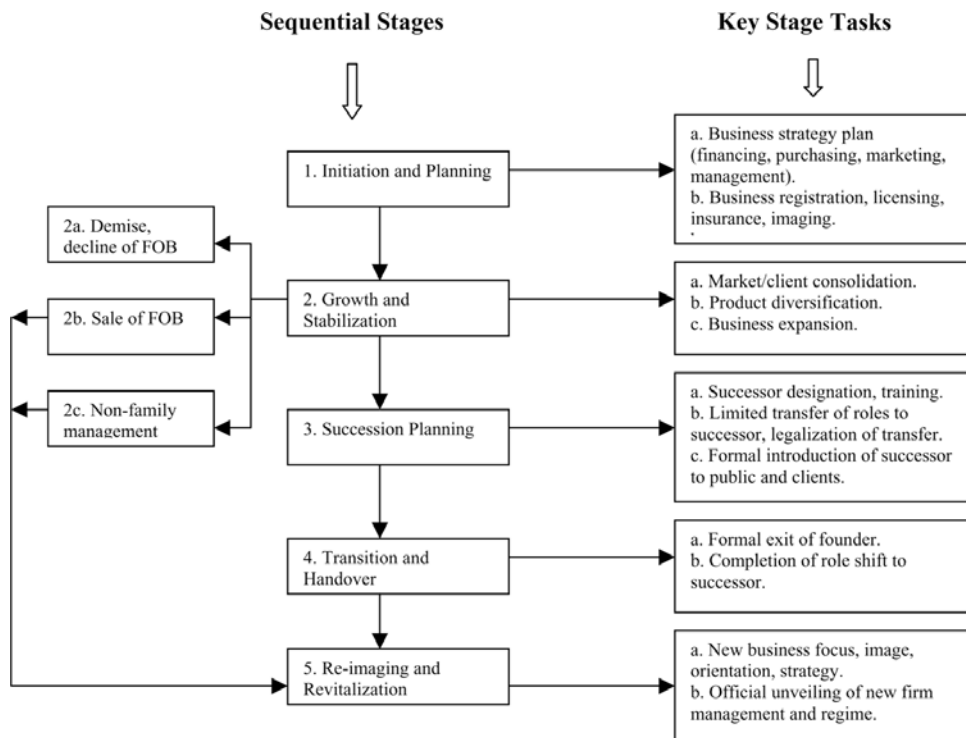 Sequential Stages
Key Stage Tasks
1. Initiation and Planning
a. Business strategy plan
(financing, purchasing, marketing,
management).
b. Business registration, licensing,
insurance, imaging.
2a. Demise,
decline of FOB
2. Growth and
Stabilization
a. Market/client consolidation.
b. Product diversification.
c. Business expansion.
2b. Sale of FOB
2c. Non-family
management
3. Succession Planning
a. Successor designation, training.
b. Limited transfer of roles to
successor, legalization of transfer.
c. Formal introduction of successor
to public and clients.
4. Transition and
Handover
a. Formal exit of founder.
b. Completion of role shift to
successor.
5. Re-imaging and
Revitalization
a. New business focus, image,
orientation, strategy.
b. Official unveiling of new firm
management and regime.